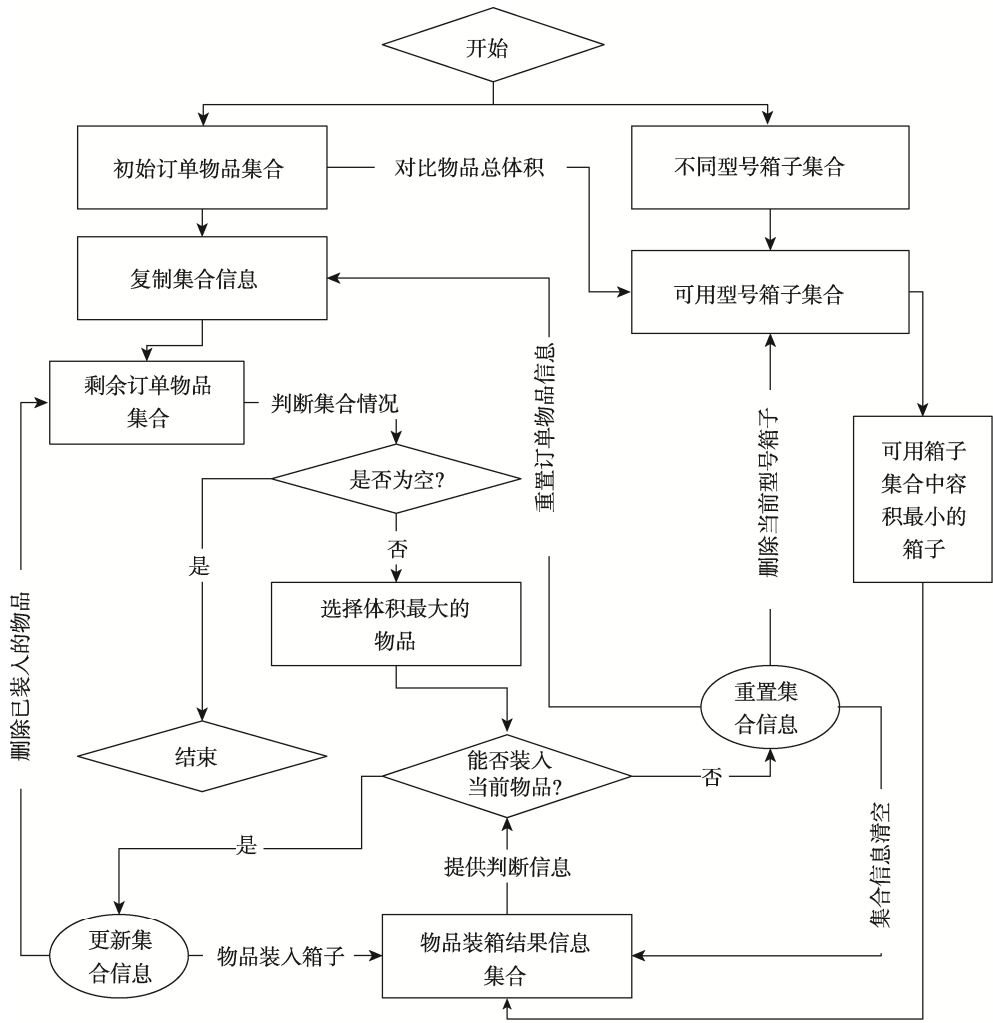 开始
初始订单物品集合
对比物品总体积
不同型号箱子集合
复制集合信息
可用型号箱子集合
剩余订单物品
集合
判断集合情况
重置订单物品信息
删除当前型号箱子
可用箱子
集合中容
积最小的
箱子
是否为空?
是
否
选择体积最大的
物品
删除已装入的物品
重置集
合信息
结束
能否装入
当前物品?
否
是
提供判断信息
集合信息清空
更新集
合信息
物品装入箱子
物品装箱结果信息
集合